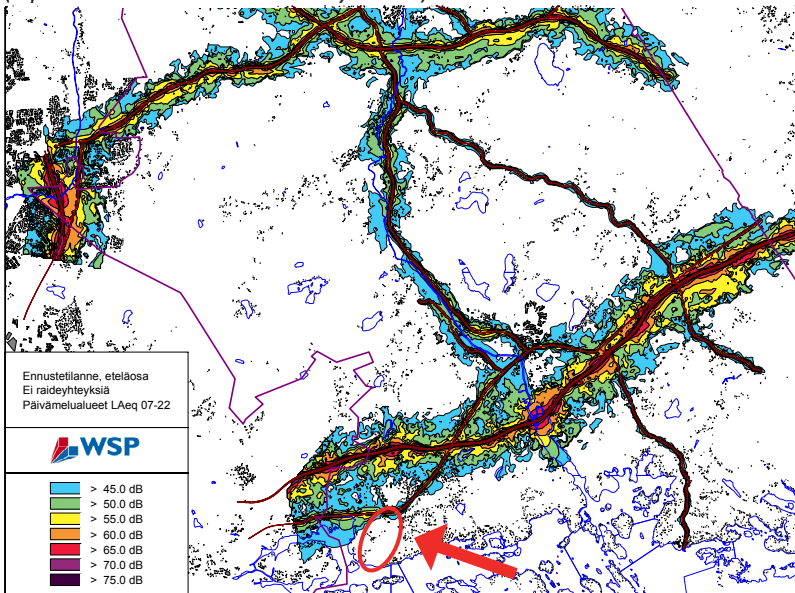 Ennustetilanne, eteläosa
Ei raideyhteyksiä
Päivämelualueet LAeq 07-22
WSP
> 45.0 dB
> 50.0 dB
> 55.0 dB
> 60.0 dB
> 65.0 dB
> 70.0 dB
> 75.0 dB